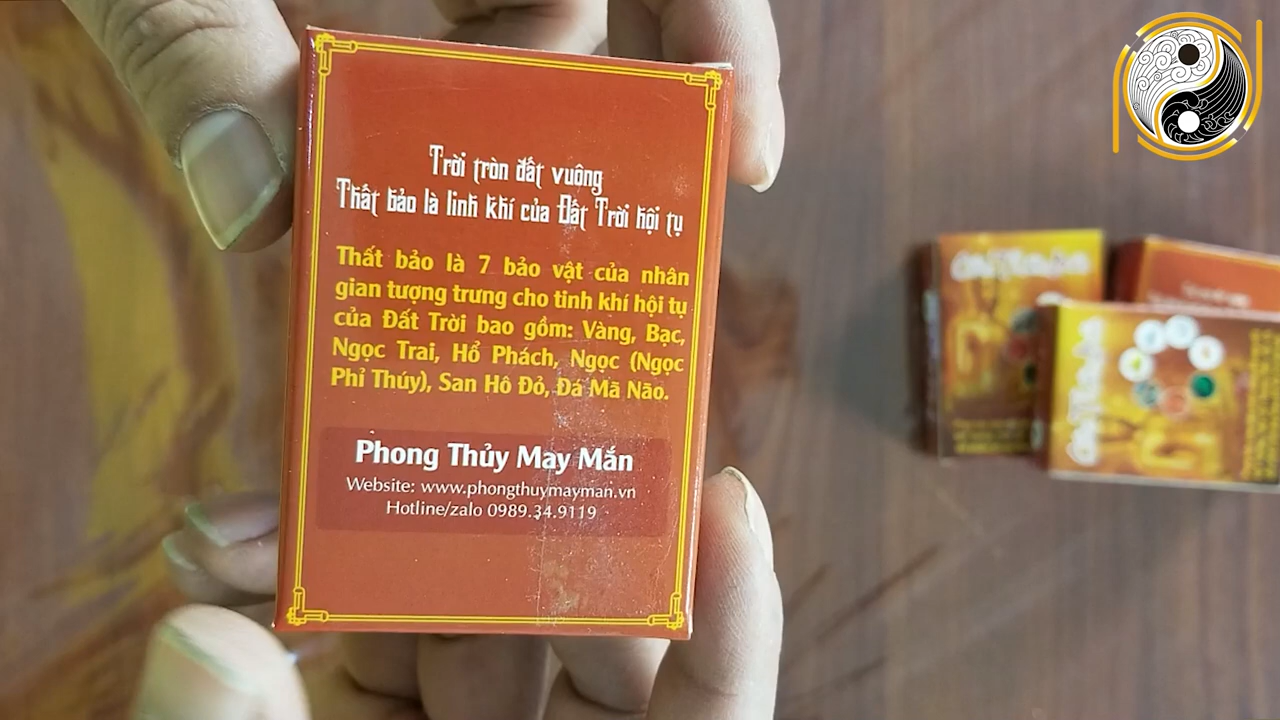 Trời tròn đất vuông
Thất bảo là linh khí của Đất Trời hội tụ
Thất bảo là 7 bảo vật của nhân
gian tượng trưng cho tinh khí hội tụ
của Đất Trời bao gồm: Vàng, Bạc,
Ngọc Trai, Hổ Phách, Ngọc (Ngọc
Phỉ Thúy), San Hô Đỏ, Đá Mã Não.
Phong Thủy May Mắn
Website: www.phongthuymayman.vn
Hotline/zalo 0989.34.9119